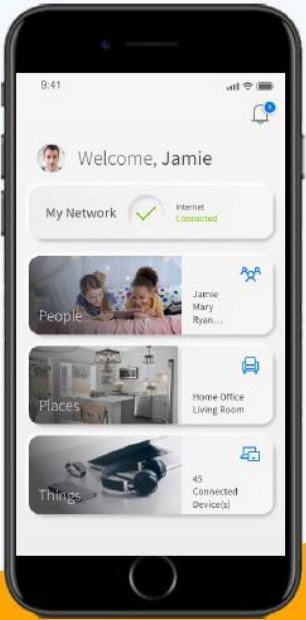 9:41
Welcome, Jamie
My Network
Internet
Connected
People
Jamie
Mary
Ryan...
Places
Home Office
Living Room
Things
45
Connected
Device(s)